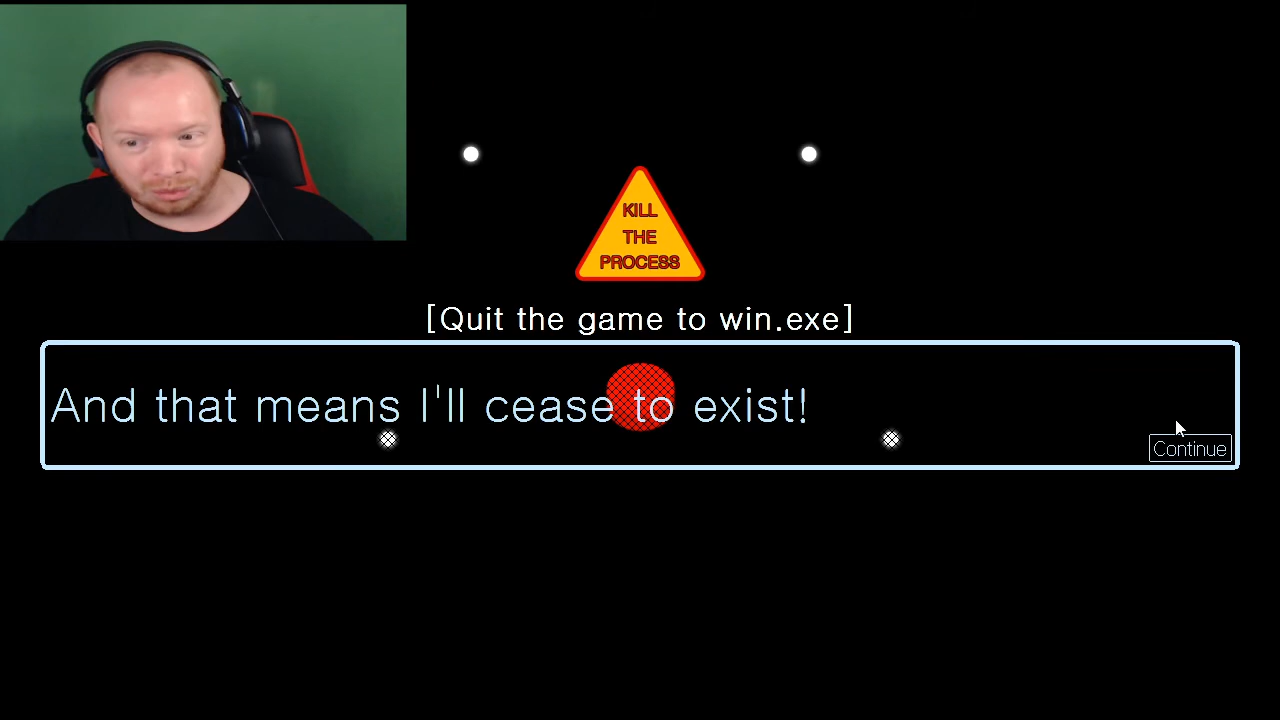 KILL
THE
PROCESS
[Quit the game to win.exe]
And that means I'll cease to exist!
Continue